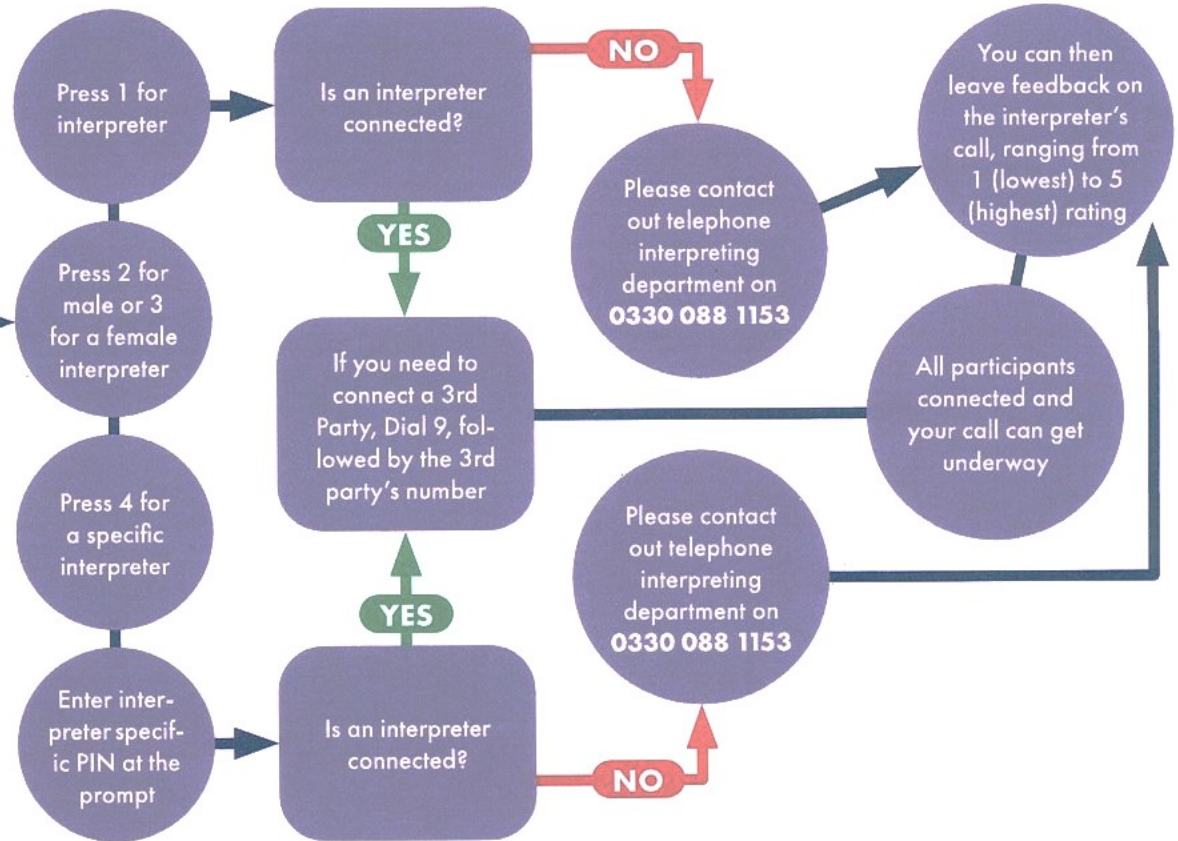 Press 1 for
interpreter
Is an interpreter
connected?
NO
YES
Please contact
out telephone
interpreting
department on
0330 088 1153
You can then
leave feedback on
the interpreter's
call, ranging from
1 (lowest) to 5
(highest) rating
Press 2 for
male or 3
for a female
interpreter
If you need to
connect a 3rd
Party, Dial 9, fol-
lowed by the 3rd
party's number
All participants
connected and
your call can get
underway
Press 4 for
a specific
interpreter
Please contact
out telephone
interpreting
department on
0330 088 1153
YES
Enter inter-
preter specif-
ic PIN at the
prompt
Is an interpreter
connected?
NO